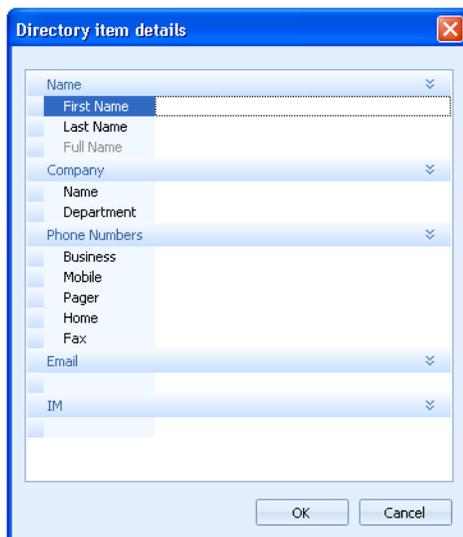 Directory item details
Name
First Name
Last Name
Full Name
Company
Name
Department
Phone Numbers
Business
Mobile
Pager
Home
Fax
Email
IM
OK Cancel